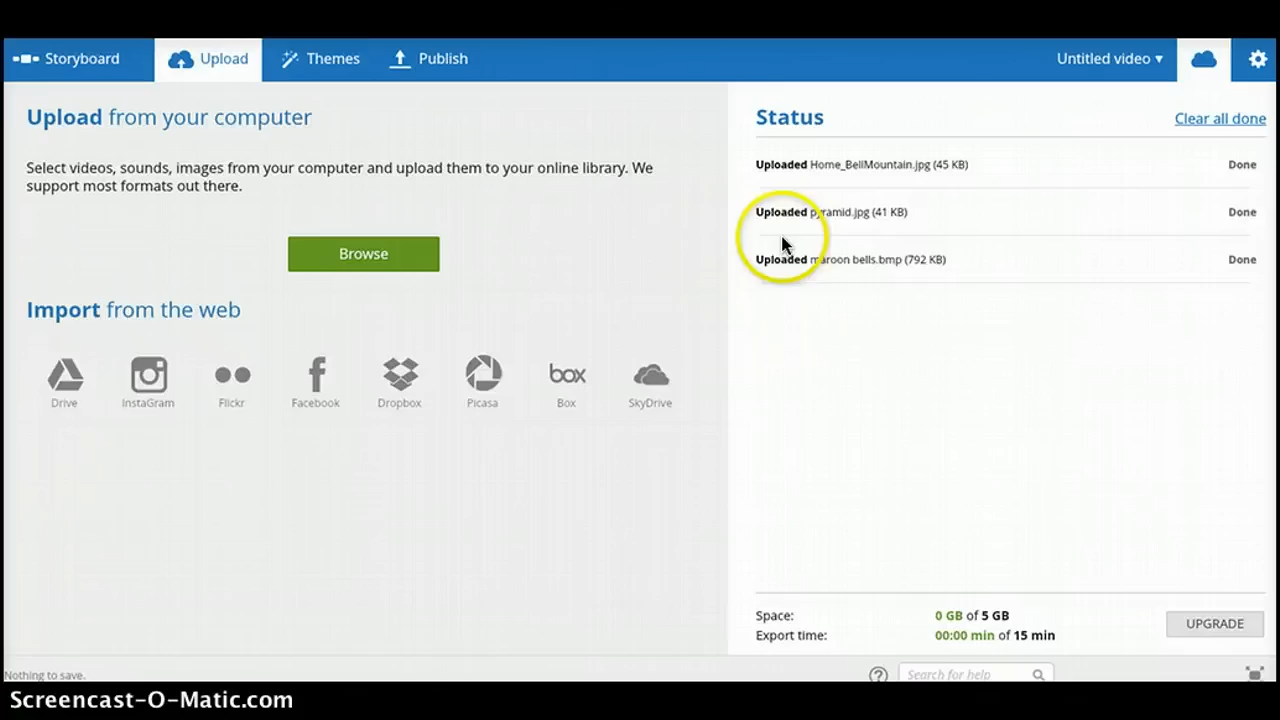 Storyboard
Upload
Themes
Publish
Untitled video ▾
Upload from your computer
Select videos, sounds, images from your computer and upload them to your online library. We
support most formats out there.
Browse
Import from the web
Drive
InstaGram
Flickr
Facebook
Dropbox
Picasa
box
Box
SkyDrive
Status
Clear all done
Uploaded Home_BellMountain.jpg (45 KB) Done
Uploaded pyramid.jpg (41 KB) Done
Uploaded maroon bells.bmp (792 KB) Done
Space: 0 GB of 5 GB
Export time: 00:00 min of 15 min
UPGRADE
Nothing to save.
? Search for help
Screencast-O-Matic.com